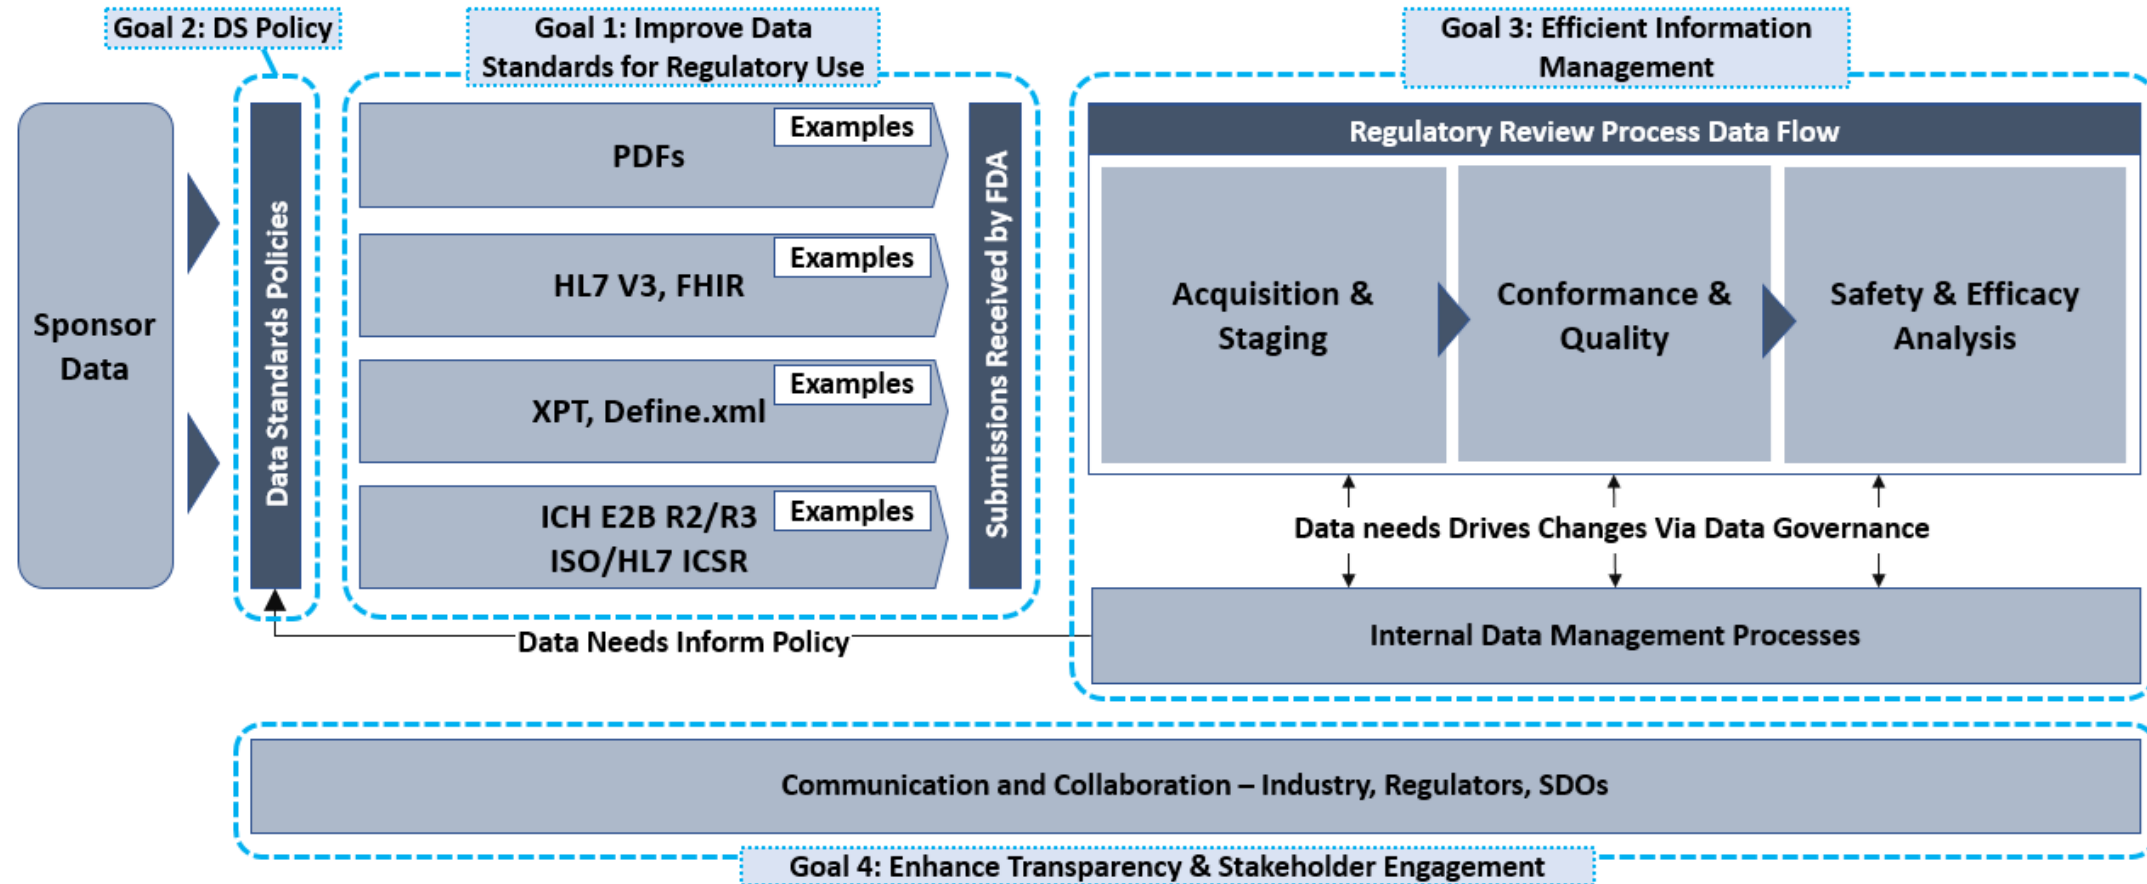 Goal 2: DS Policy
Goal 1: Improve Data
Standards for Regulatory Use
Goal 3: Efficient Information
Management
Sponsor
Data
Data Standards Policies
PDFs
Examples
HL7 V3, FHIR
Examples
XPT, Define.xml
Examples
ICH E2B R2/R3
ISO/HL7 ICSR
Examples
Submissions Received by FDA
Regulatory Review Process Data Flow
Acquisition &
Staging
Conformance &
Quality
Safety & Efficacy
Analysis
Data needs Drives Changes Via Data Governance
Internal Data Management Processes
Data Needs Inform Policy
Communication and Collaboration – Industry, Regulators, SDOs
Goal 4: Enhance Transparency & Stakeholder Engagement